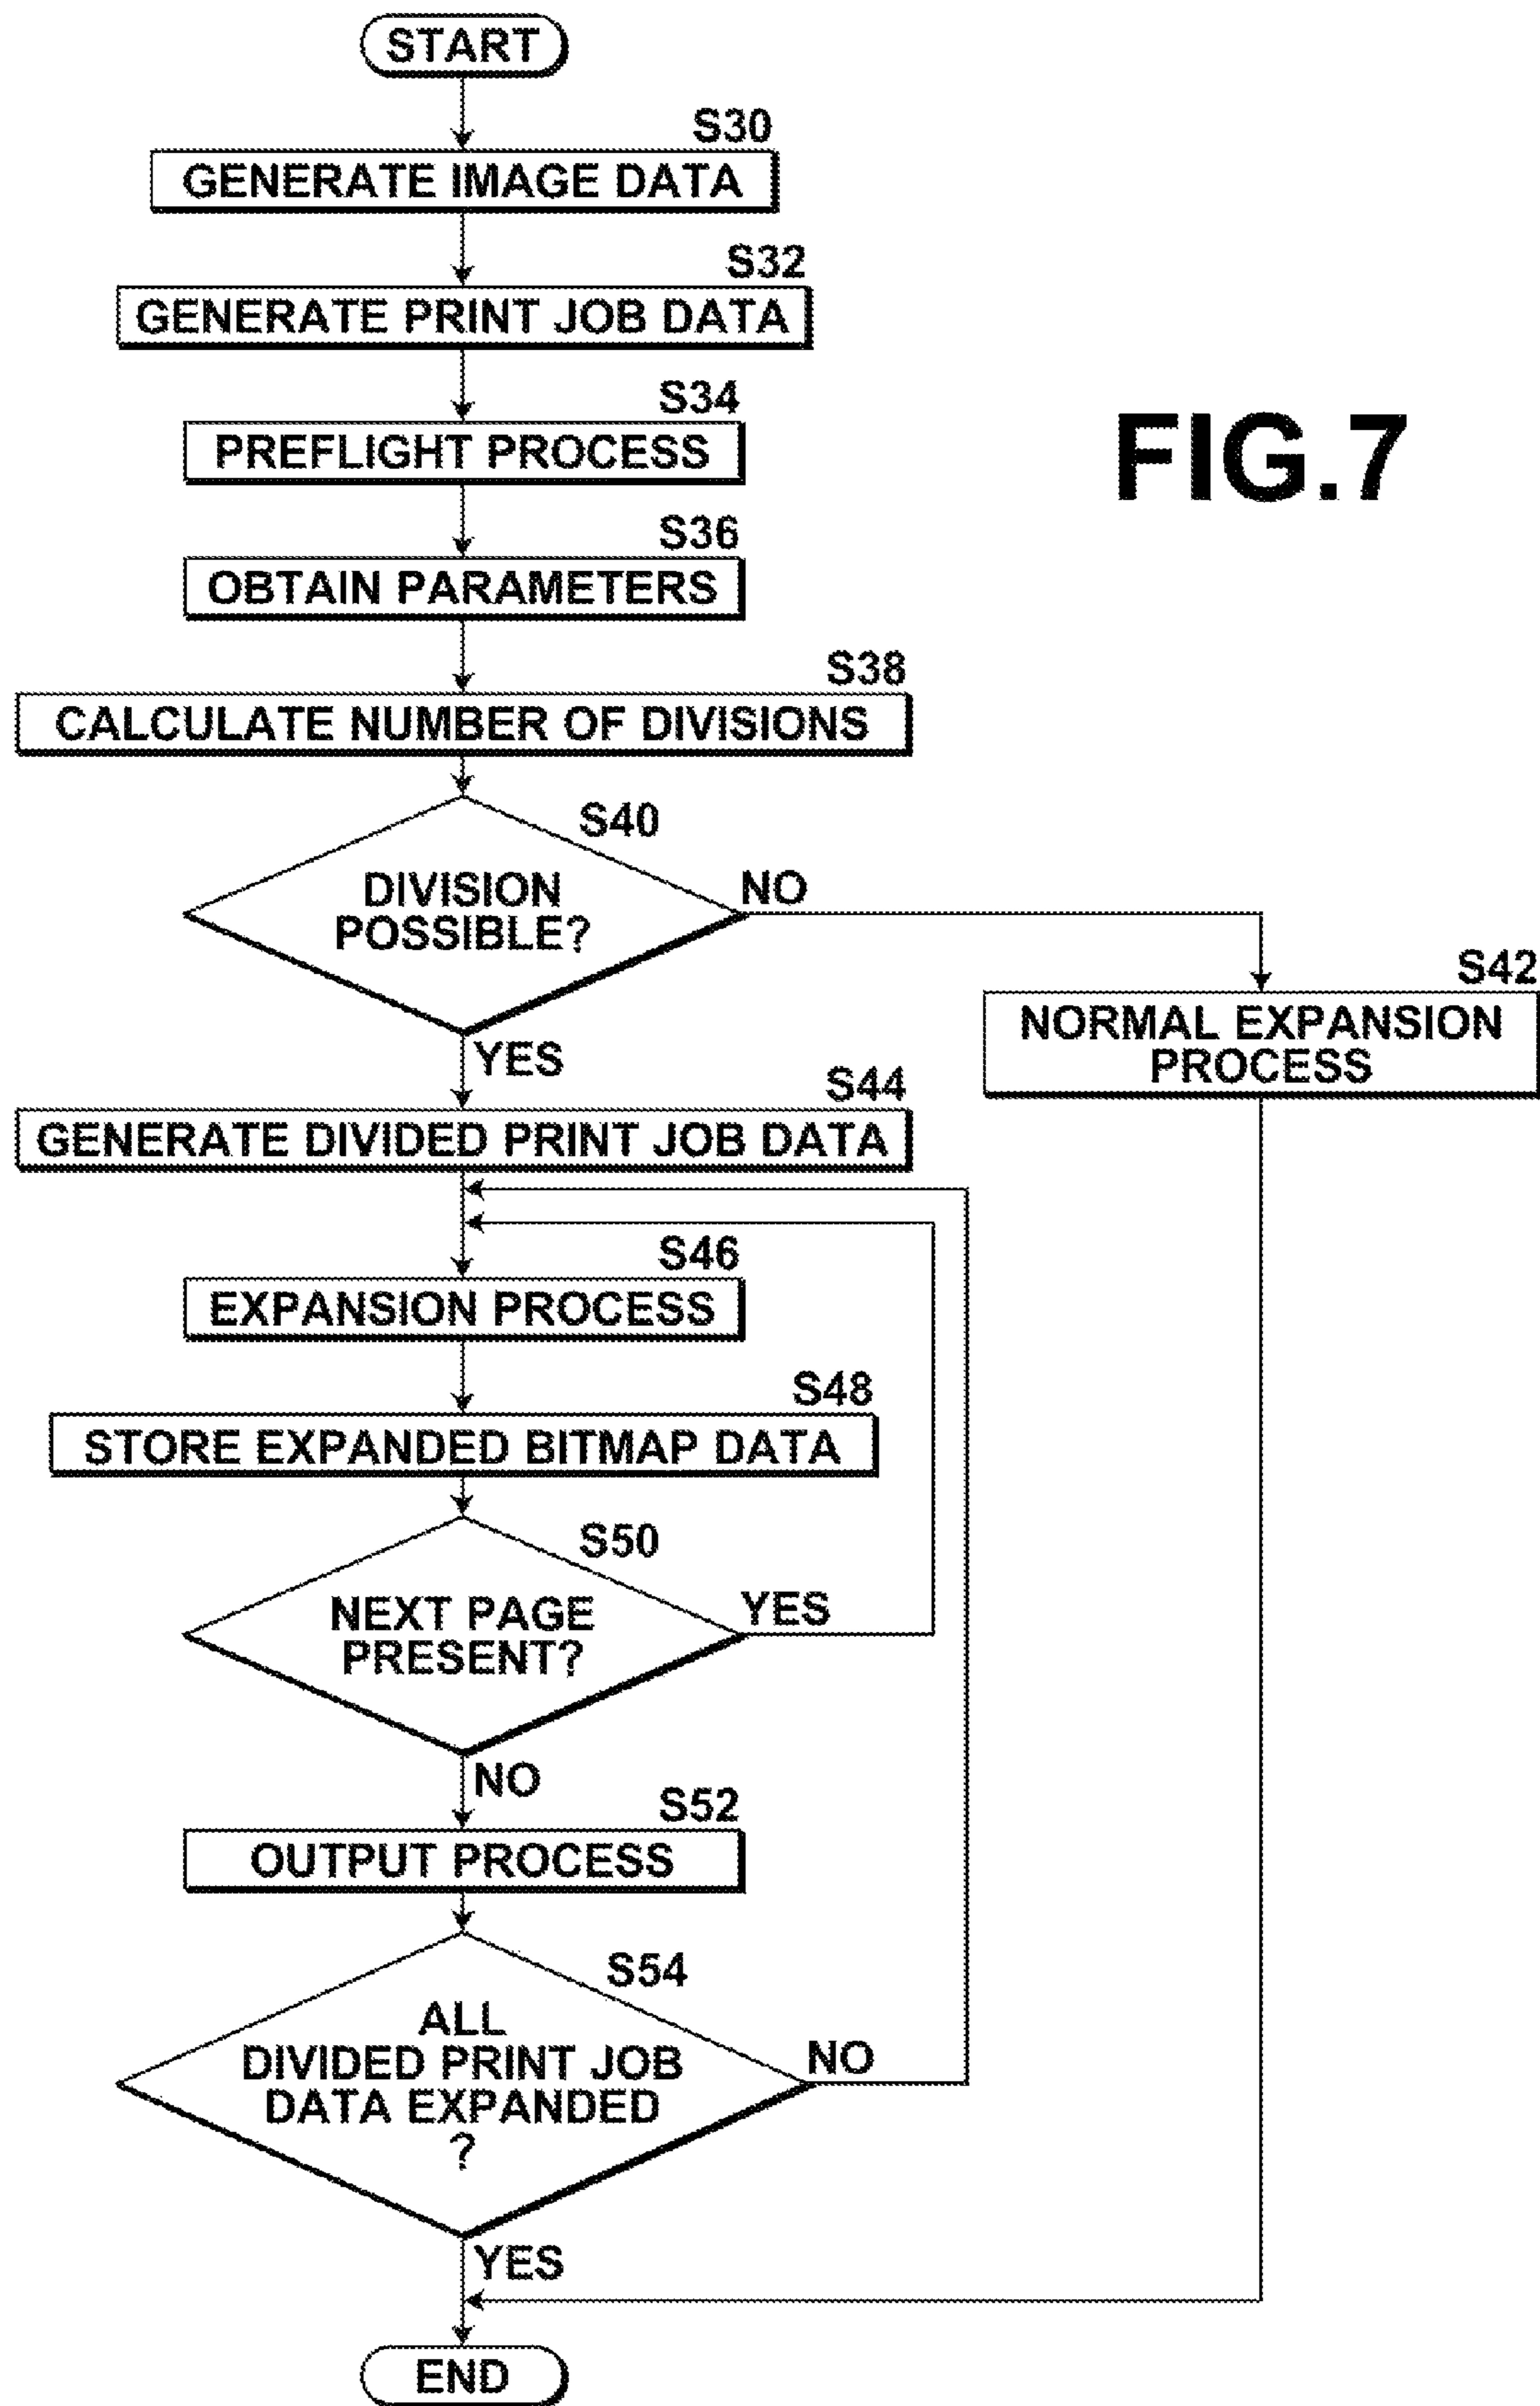 START
S30
GENERATE IMAGE DATA
S32
GENERATE PRINT JOB DATA
S34
PREFLIGHT PROCESS
FIG.7
S36
OBTAIN PARAMETERS
S38
CALCULATE NUMBER OF DIVISIONS
S40
DIVISION
POSSIBLE?
NO
S42
NORMAL EXPANSION
PROCESS
YES
S44
GENERATE DIVIDED PRINT JOB DATA
S46
EXPANSION PROCESS
S48
STORE EXPANDED BITMAP DATA
S50
NEXT PAGE
PRESENT?
YES
NO
S52
OUTPUT PROCESS
S54
ALL
DIVIDED PRINT JOB
DATA EXPANDED
?
NO
YES
END